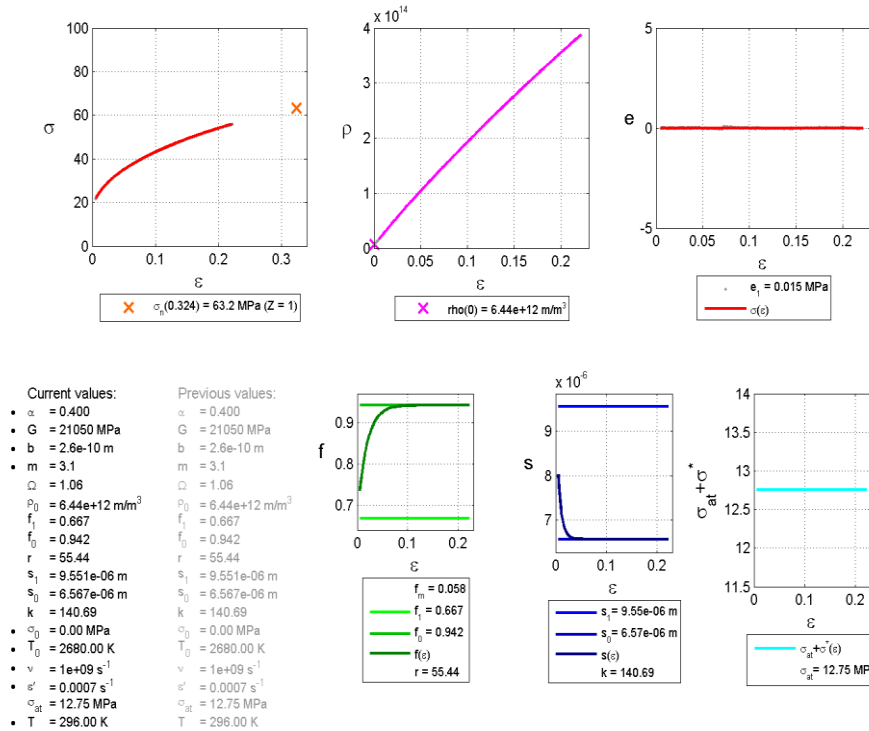 x 10^14
100
80
60
40
20
0
σ
0 0.1 0.2 0.3
ε
σ_n(0.324) = 63.2 MPa (Z = 1)
4
3
2
1
0
ρ
0 0.05 0.1 0.15 0.2
ε
rho(0) = 6.44e+12 m/m^3
5
0
-5
e
0 0.05 0.1 0.15 0.2
ε
e_1 = 0.015 MPa
σ(ε)
Current values:
• α = 0.400
• G = 21050 MPa
• b = 2.6e-10 m
• m = 3.1
Ω = 1.06
ρ_0 = 6.44e+12 m/m^3
f_1 = 0.667
f_0 = 0.942
r = 55.44
s_1 = 9.551e-06 m
s_0 = 6.567e-06 m
k = 140.69
• σ_0 = 0.00 MPa
• T_0 = 2680.00 K
• ν = 1e+09 s^-1
• ε' = 0.0007 s^-1
σ_at = 12.75 MPa
• T = 296.00 K
Previous values:
α = 0.400
G = 21050 MPa
b = 2.6e-10 m
m = 3.1
Ω = 1.06
ρ_0 = 6.44e+12 m/m^3
f_1 = 0.667
f_0 = 0.942
r = 55.44
s_1 = 9.551e-06 m
s_0 = 6.567e-06 m
k = 140.69
σ_0 = 0.00 MPa
T_0 = 2680.00 K
ν = 1e+09 s^-1
ε' = 0.0007 s^-1
σ_at = 12.75 MPa
T = 296.00 K
0.9
0.8
0.7
f
0 0.1 0.2
ε
f_m = 0.058
f_1 = 0.667
f_0 = 0.942
f(ε)
r = 55.44
x 10^-6
9
8
7
s
0 0.1 0.2
ε
s_1 = 9.55e-06 m
s_0 = 6.57e-06 m
s(ε)
k = 140.69
14
13.5
13
12.5
12
11.5
σ_at+σ^*
0 0.1 0.2
ε
σ_at+σ^*(ε)
σ_at = 12.75 MP